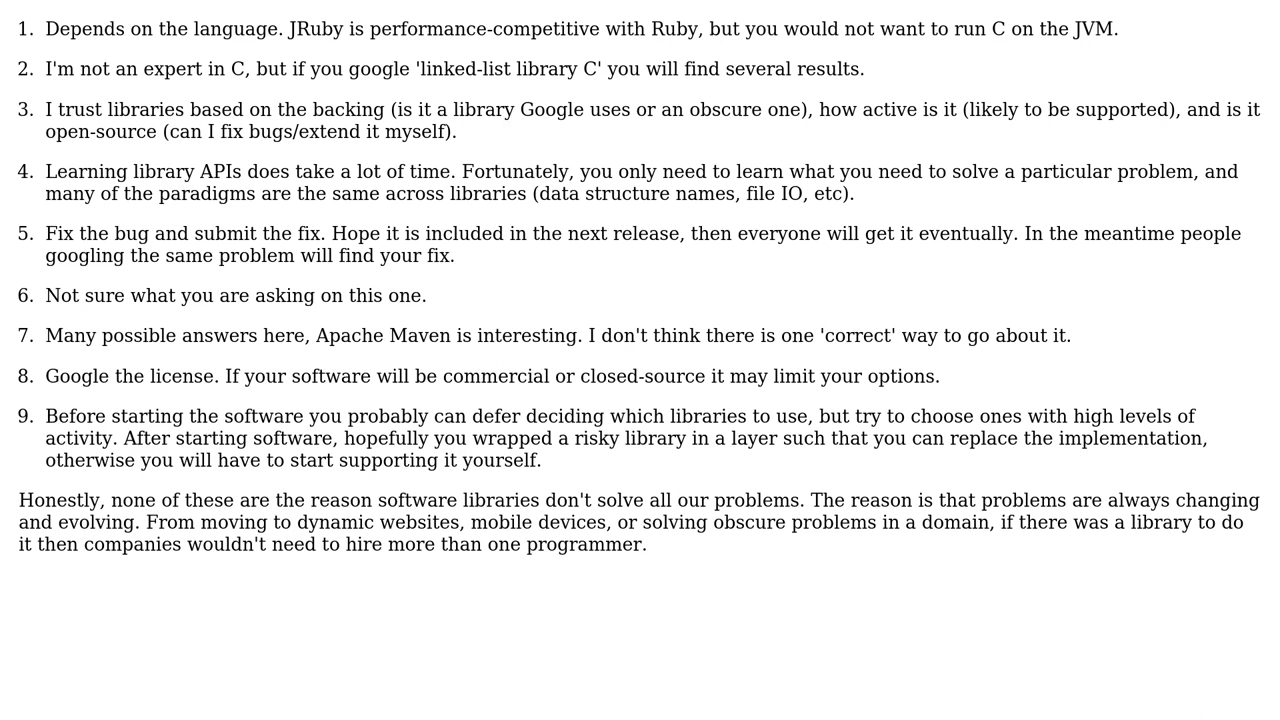 1. Depends on the language. JRuby is performance-competitive with Ruby, but you would not want to run C on the JVM.
2. I'm not an expert in C, but if you google 'linked-list library C' you will find several results.
3. I trust libraries based on the backing (is it a library Google uses or an obscure one), how active is it (likely to be supported), and is it
open-source (can I fix bugs/extend it myself).
4. Learning library APIs does take a lot of time. Fortunately, you only need to learn what you need to solve a particular problem, and
many of the paradigms are the same across libraries (data structure names, file IO, etc).
5. Fix the bug and submit the fix. Hope it is included in the next release, then everyone will get it eventually. In the meantime people
googling the same problem will find your fix.
6. Not sure what you are asking on this one.
7. Many possible answers here, Apache Maven is interesting. I don't think there is one 'correct' way to go about it.
8. Google the license. If your software will be commercial or closed-source it may limit your options.
9. Before starting the software you probably can defer deciding which libraries to use, but try to choose ones with high levels of
activity. After starting software, hopefully you wrapped a risky library in a layer such that you can replace the implementation,
otherwise you will have to start supporting it yourself.
Honestly, none of these are the reason software libraries don't solve all our problems. The reason is that problems are always changing
and evolving. From moving to dynamic websites, mobile devices, or solving obscure problems in a domain, if there was a library to do
it then companies wouldn't need to hire more than one programmer.